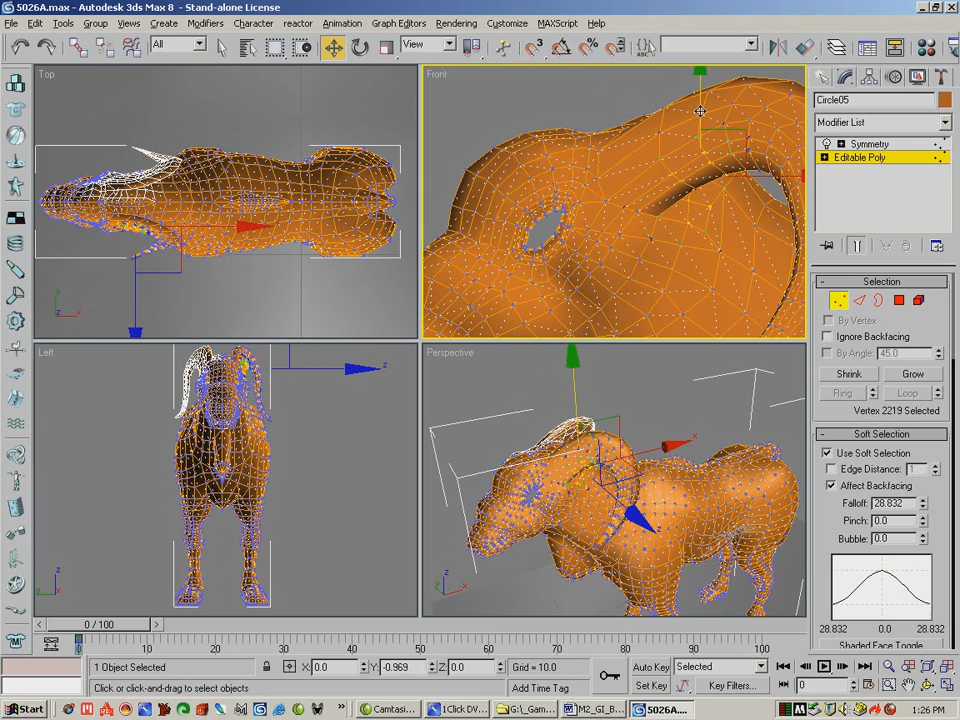 5026A.max - Autodesk 3ds Max 8 - Stand-alone License
File Edit Tools Group Views Create Modifiers Character reactor Animation Graph Editors Rendering Customize MAXScript Help
All View
Top
Front
Left
Perspective
z
x
y
z
x
z
x
y
z
x
Circle05
Modifier List
Symmetry
Editable Poly
Selection
By Vertex
Ignore Backfacing
By Angle: 45.0
Shrink Grow
Ring Loop
Vertex 2219 Selected
Soft Selection
Use Soft Selection
Edge Distance: 1
Affect Backfacing
Falloff: 28.832
Pinch: 0.0
Bubble: 0.0
28.832 0.0 28.832
Shaded Face Toggle
0 / 100
10 20 30 40 50 60 70 80 90 100
1 Object Selected X: 0.0 Y: -0.969 Z: 0.0 Grid = 10.0 Auto Key Selected
Click or click-and-drag to select objects Add Time Tag Set Key Key Filters... 0
Start Camtasi... 1Click DV... G:\_Gam... M2_GI_B... 5026A.... 1:26 PM